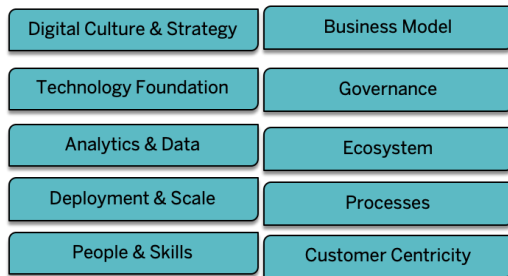 Digital Culture & Strategy
Business Model
Technology Foundation
Governance
Analytics & Data
Ecosystem
Deployment & Scale
Processes
People & Skills
Customer Centricity